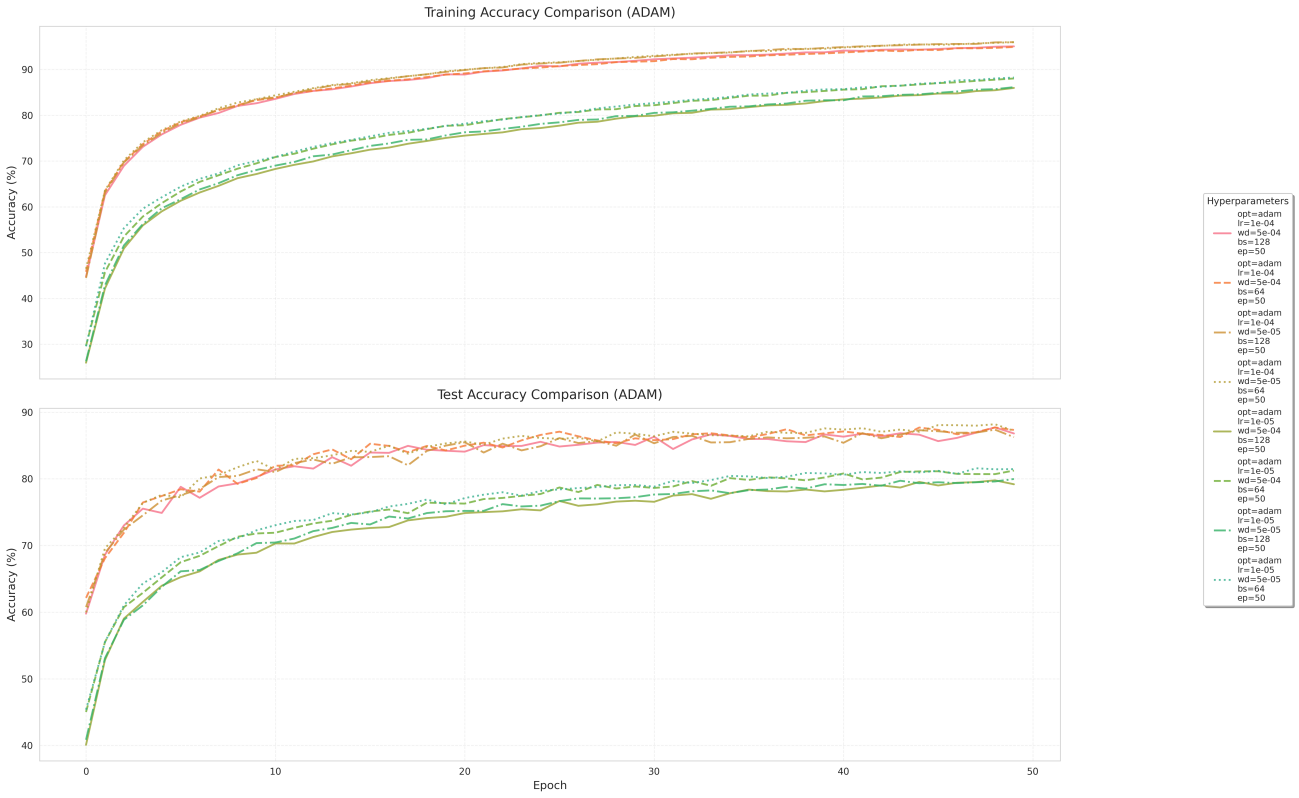 Training Accuracy Comparison (ADAM)
90
80
70
60
50
40
30
Accuracy (%)
Test Accuracy Comparison (ADAM)
90
80
70
60
50
40
Accuracy (%)
0
10
20
30
40
50
Epoch
Hyperparameters
opt=adam
lr=1e-04
wd=5e-04
bs=128
ep=50
opt=adam
lr=1e-04
wd=5e-04
bs=64
ep=50
opt=adam
lr=1e-04
wd=5e-05
bs=128
ep=50
opt=adam
lr=1e-04
wd=5e-05
bs=64
ep=50
opt=adam
lr=1e-05
wd=5e-04
bs=128
ep=50
opt=adam
lr=1e-05
wd=5e-04
bs=64
ep=50
opt=adam
lr=1e-05
wd=5e-05
bs=128
ep=50
opt=adam
lr=1e-05
wd=5e-05
bs=64
ep=50